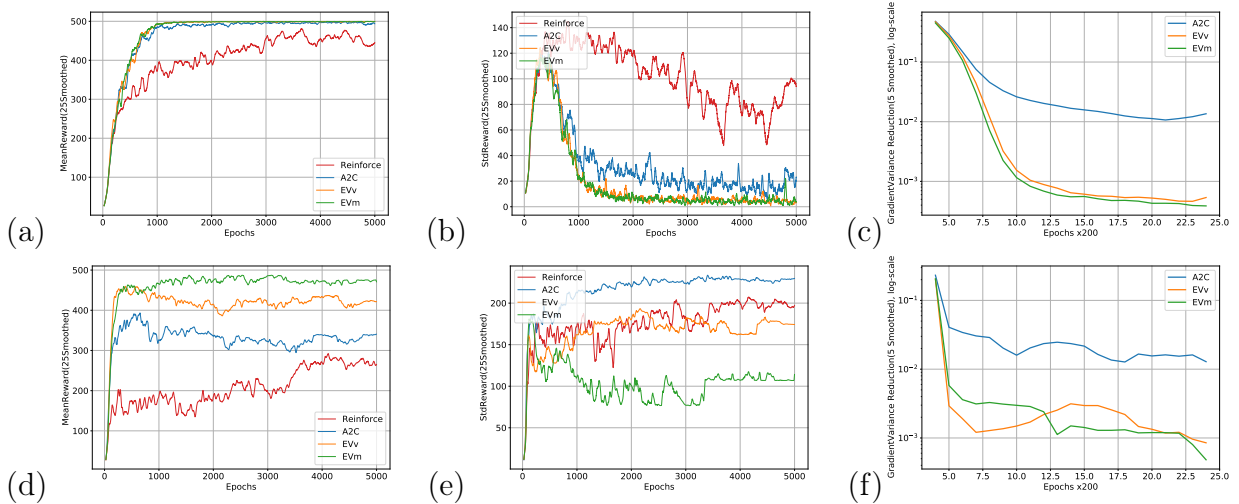 (a)
MeanReward(25Smoothed)
500
400
300
200
100
0
1000
2000
3000
4000
5000
Epochs
Reinforce
A2C
EVv
EVm
(b)
StdReward(25Smoothed)
140
120
100
80
60
40
20
0
0
1000
2000
3000
4000
5000
Epochs
Reinforce
A2C
EVv
EVm
(c)
GradientVariance Reduction(5 Smoothed), log-scale
10⁻¹
10⁻²
10⁻³
5.0
7.5
10.0
12.5
15.0
17.5
20.0
22.5
25.0
Epochs x200
A2C
EVv
EVm
(d)
MeanReward(25Smoothed)
500
400
300
200
100
0
1000
2000
3000
4000
5000
Epochs
Reinforce
A2C
EVv
EVm
(e)
StdReward(25Smoothed)
200
150
100
50
0
1000
2000
3000
4000
5000
Epochs
Reinforce
A2C
EVv
EVm
(f)
GradientVariance Reduction(5 Smoothed), log-scale
10⁻¹
10⁻²
10⁻³
5.0
7.5
10.0
12.5
15.0
17.5
20.0
22.5
25.0
Epochs x200
A2C
EVv
EVm